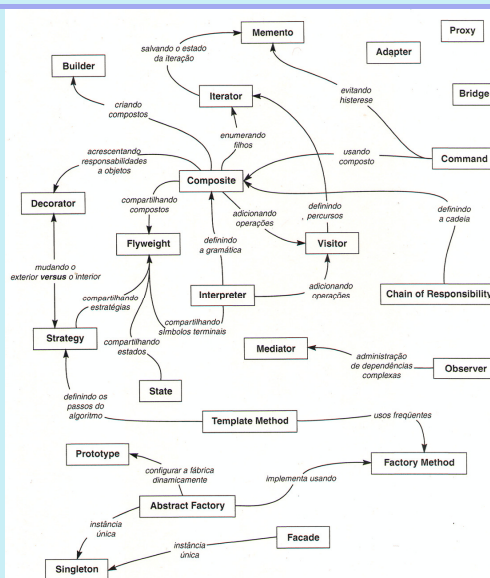 Memento
Proxy
Adapter
salvando o estado
da iteração
Builder
Iterator
Bridge
criando
compostos
evitando
histerese
enumerando
filhos
acrescentando
responsabilidades
a objetos
usando
composto
Command
Composite
Decorator
compartilhando
compostos
adicionando
operações
definindo
percursos
definindo
a cadeia
Flyweight
definindo
a gramática
Visitor
mudando o
exterior versus o interior
compartilhando
estratégias
Interpreter
adicionando
operações
Chain of Responsibility
compartilhando
símbolos terminais
Strategy
compartilhando
estados
Mediator
administração
de dependências
complexas
Observer
State
definindo os
passos do
algoritmo
Template Method
usos freqüentes
Prototype
configurar a fábrica
dinamicamente
Factory Method
implementa usando
Abstract Factory
instância
única
Facade
instância
única
Singleton